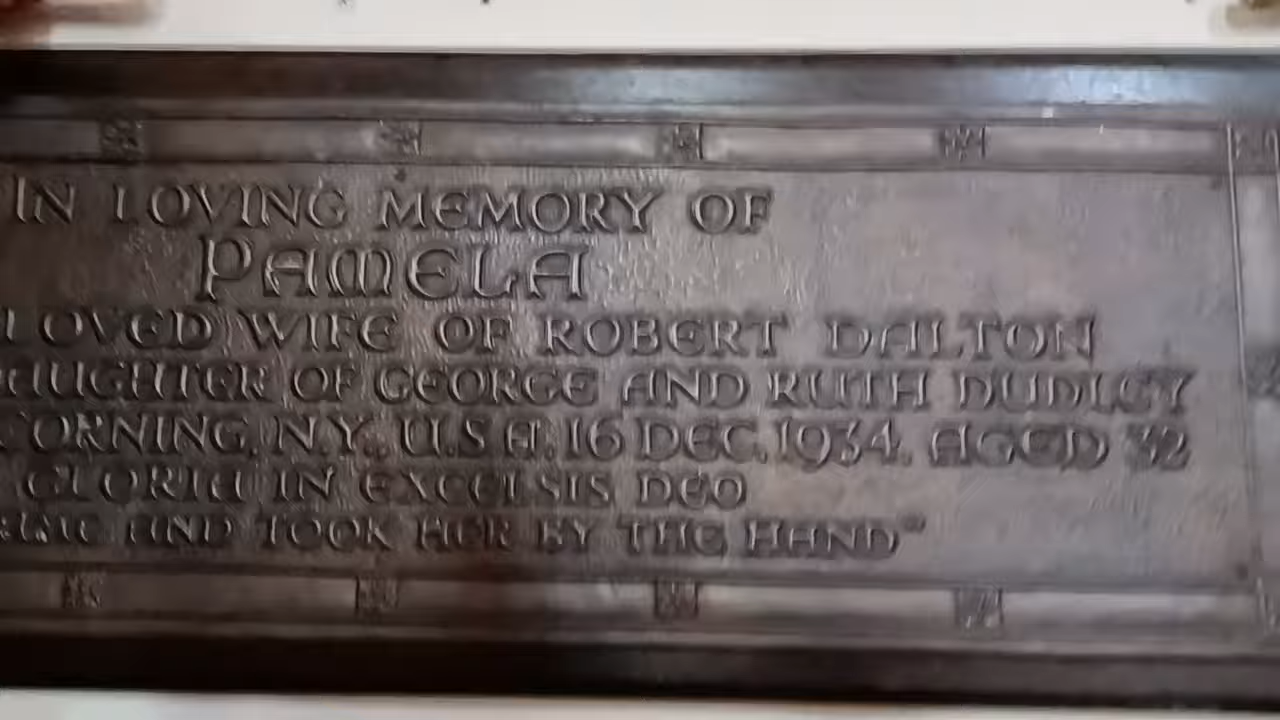 IN LOVING MEMORY OF
PAMELA
LOVED WIFE OF ROBERT DALTON
DAUGHTER OF GEORGE AND RUTH DUDLEY
CORNING, N.Y., U.S.A. 16 DEC. 1934. AGED 32
GLORIA IN EXCELSIS DEO
AND TOOK HER BY THE HAND"